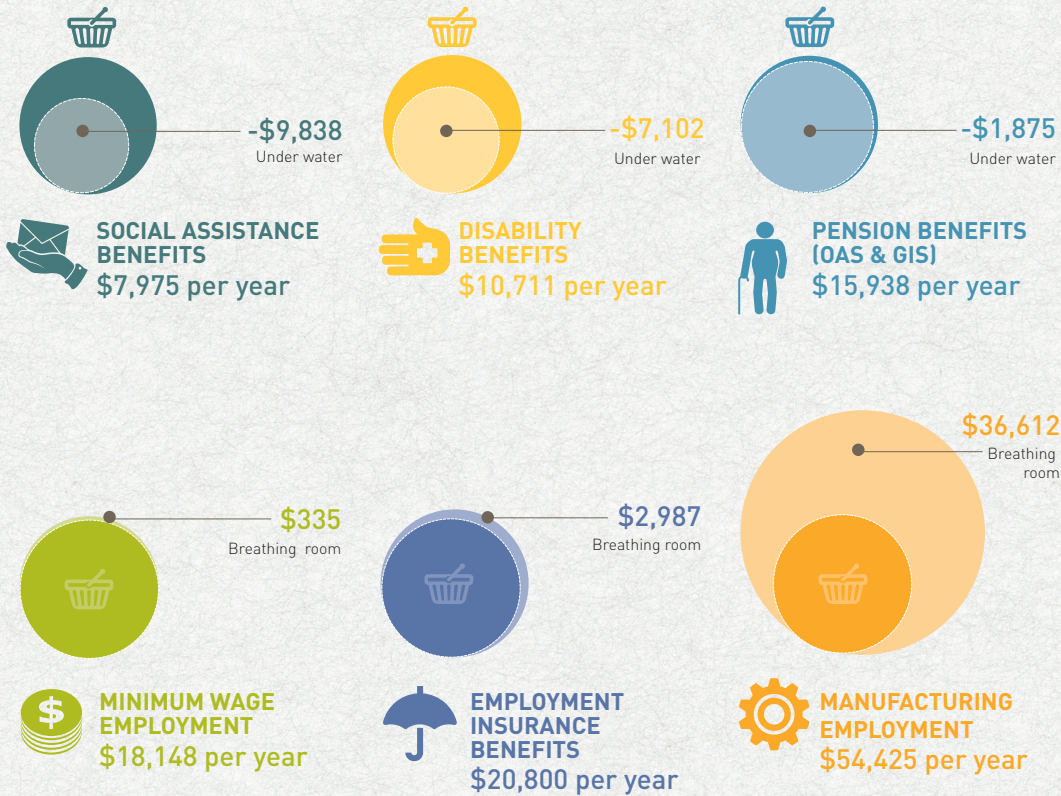 -$9,838
Under water
SOCIAL ASSISTANCE
BENEFITS
$7,975 per year
-$7,102
Under water
DISABILITY
BENEFITS
$10,711 per year
-$1,875
Under water
PENSION BENEFITS
(OAS & GIS)
$15,938 per year
$335
Breathing room
$
MINIMUM WAGE
EMPLOYMENT
$18,148 per year
$2,987
Breathing room
EMPLOYMENT
INSURANCE
BENEFITS
$20,800 per year
$36,612
Breathing
room
MANUFACTURING
EMPLOYMENT
$54,425 per year